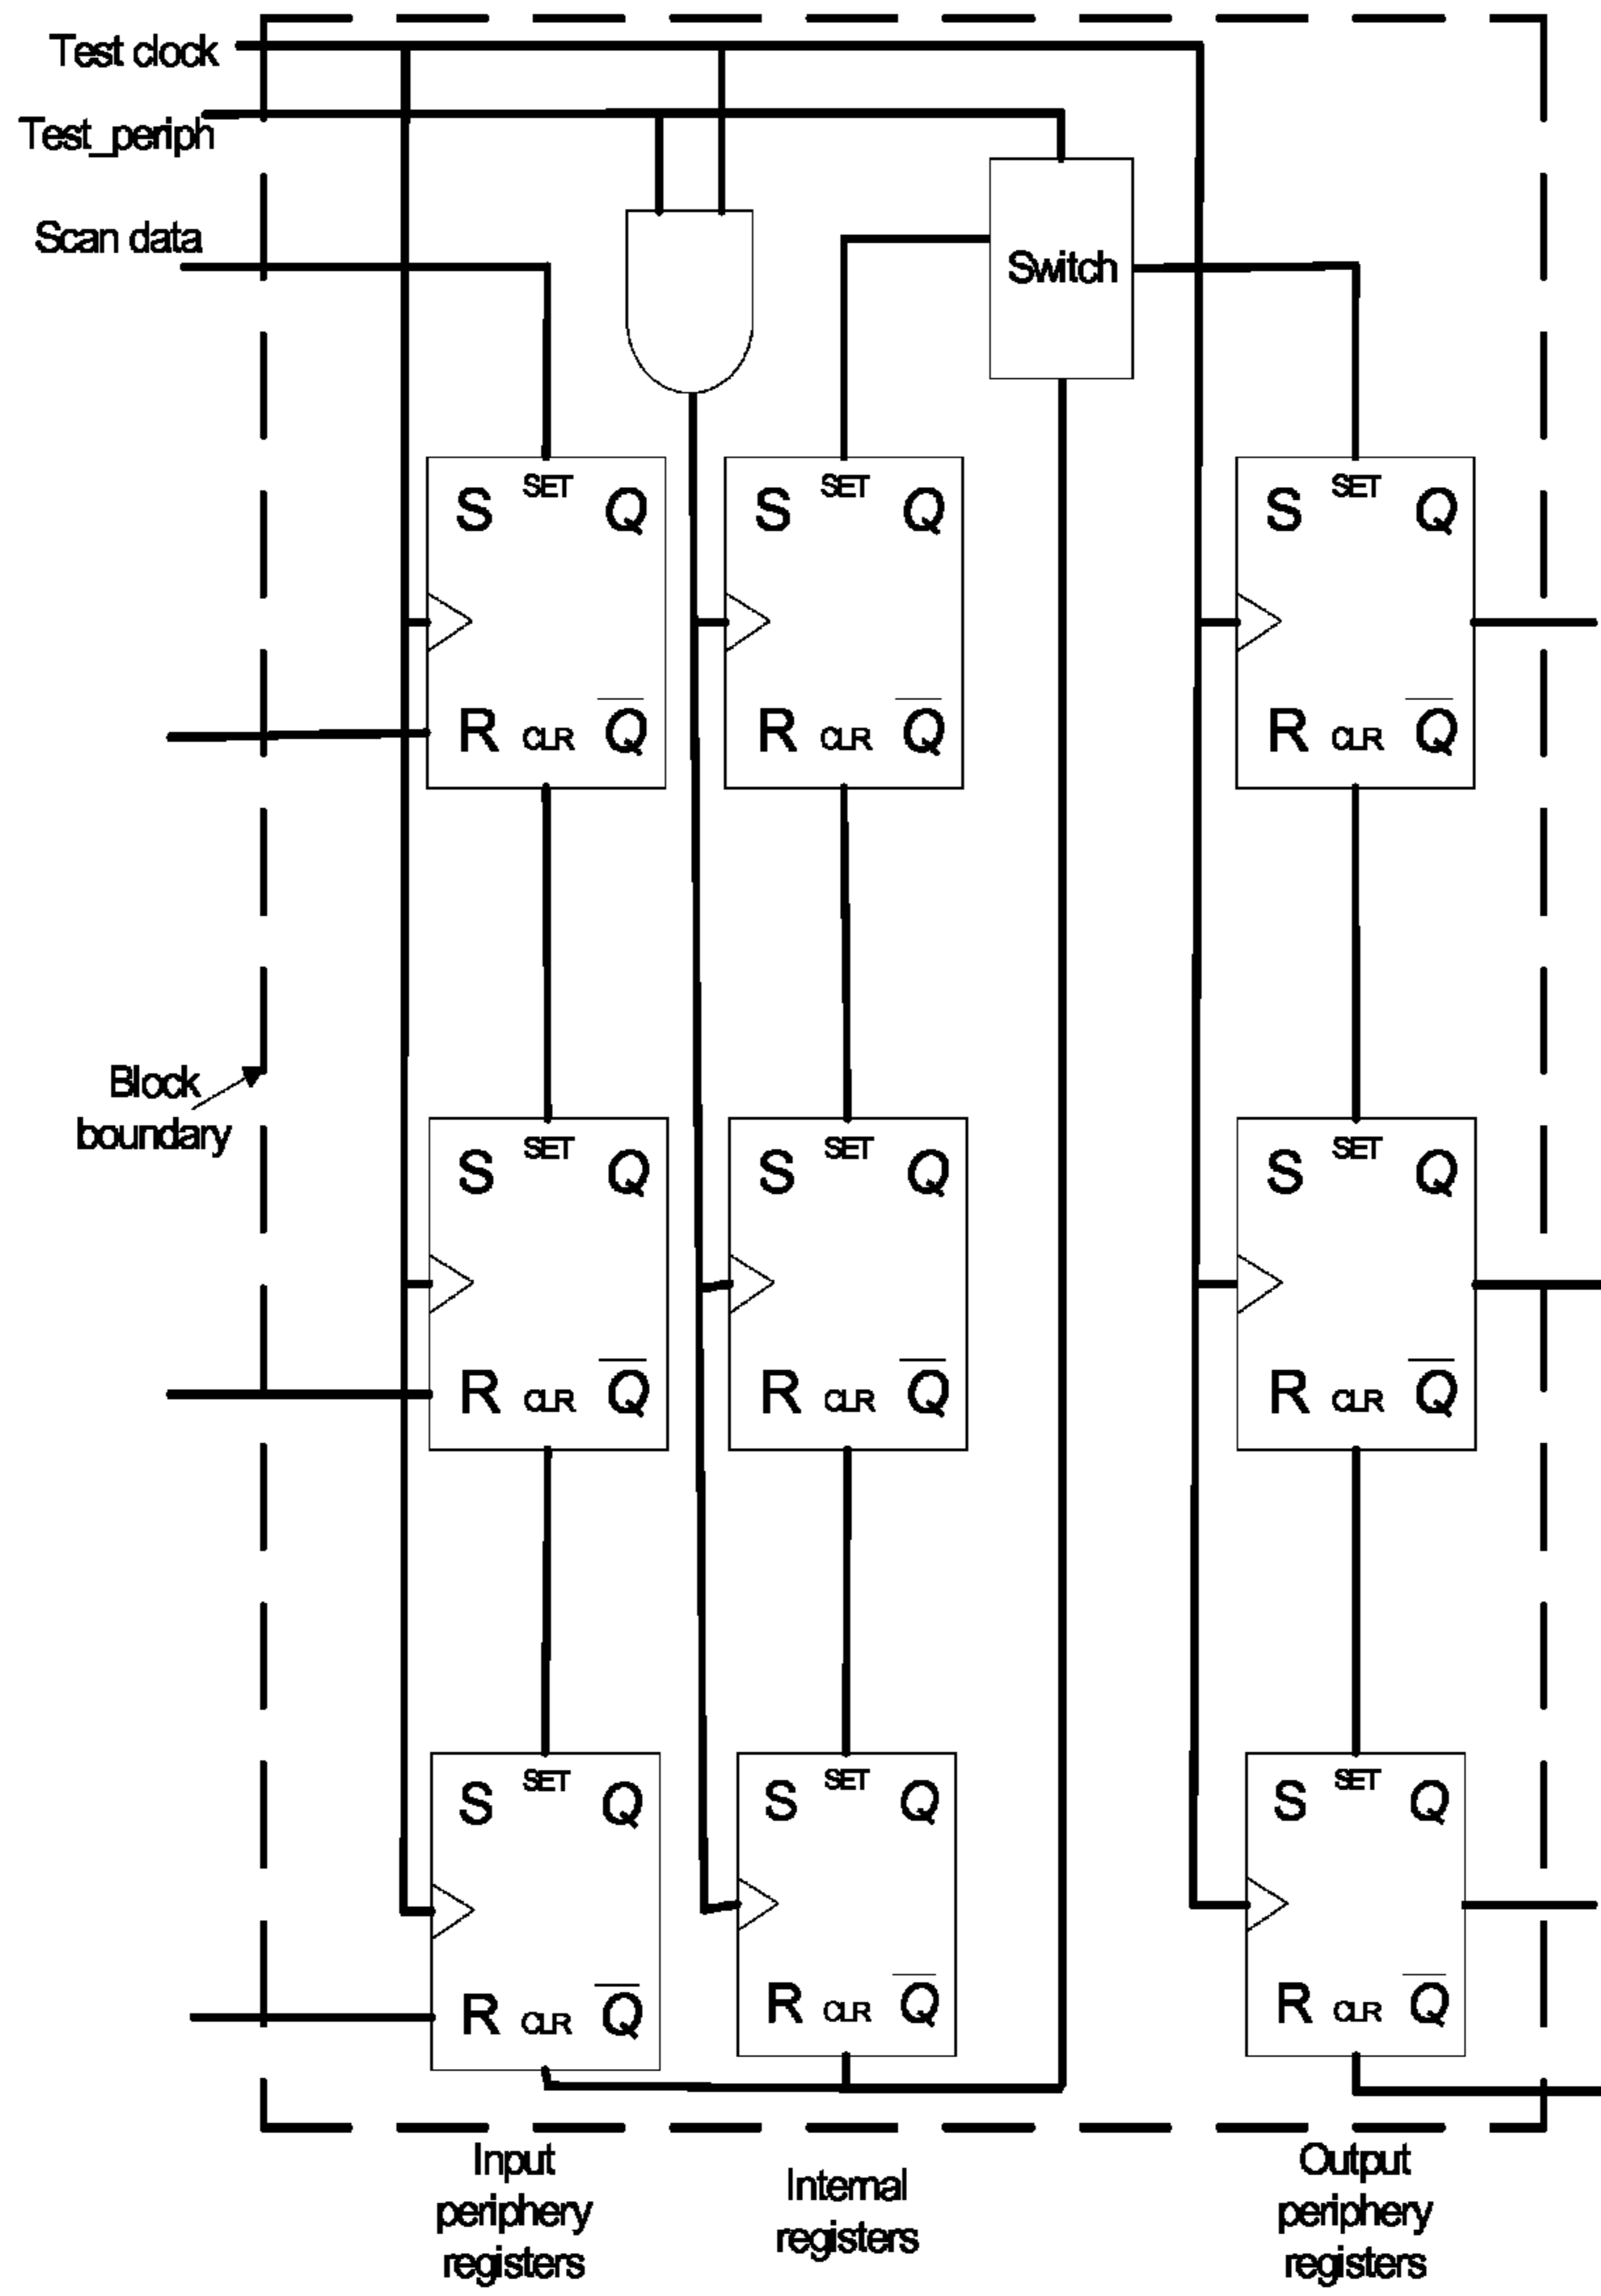 Test clock
Test_periph
Scan data
Switch
S SET Q
R CLR Q
S SET Q
R CLR Q
S SET Q
R CLR Q
Block
boundary
S SET Q
R CLR Q
S SET Q
R CLR Q
S SET Q
R CLR Q
S SET Q
R CLR Q
S SET Q
R CLR Q
S SET Q
R CLR Q
Input
periphery
registers
Internal
registers
Output
periphery
registers